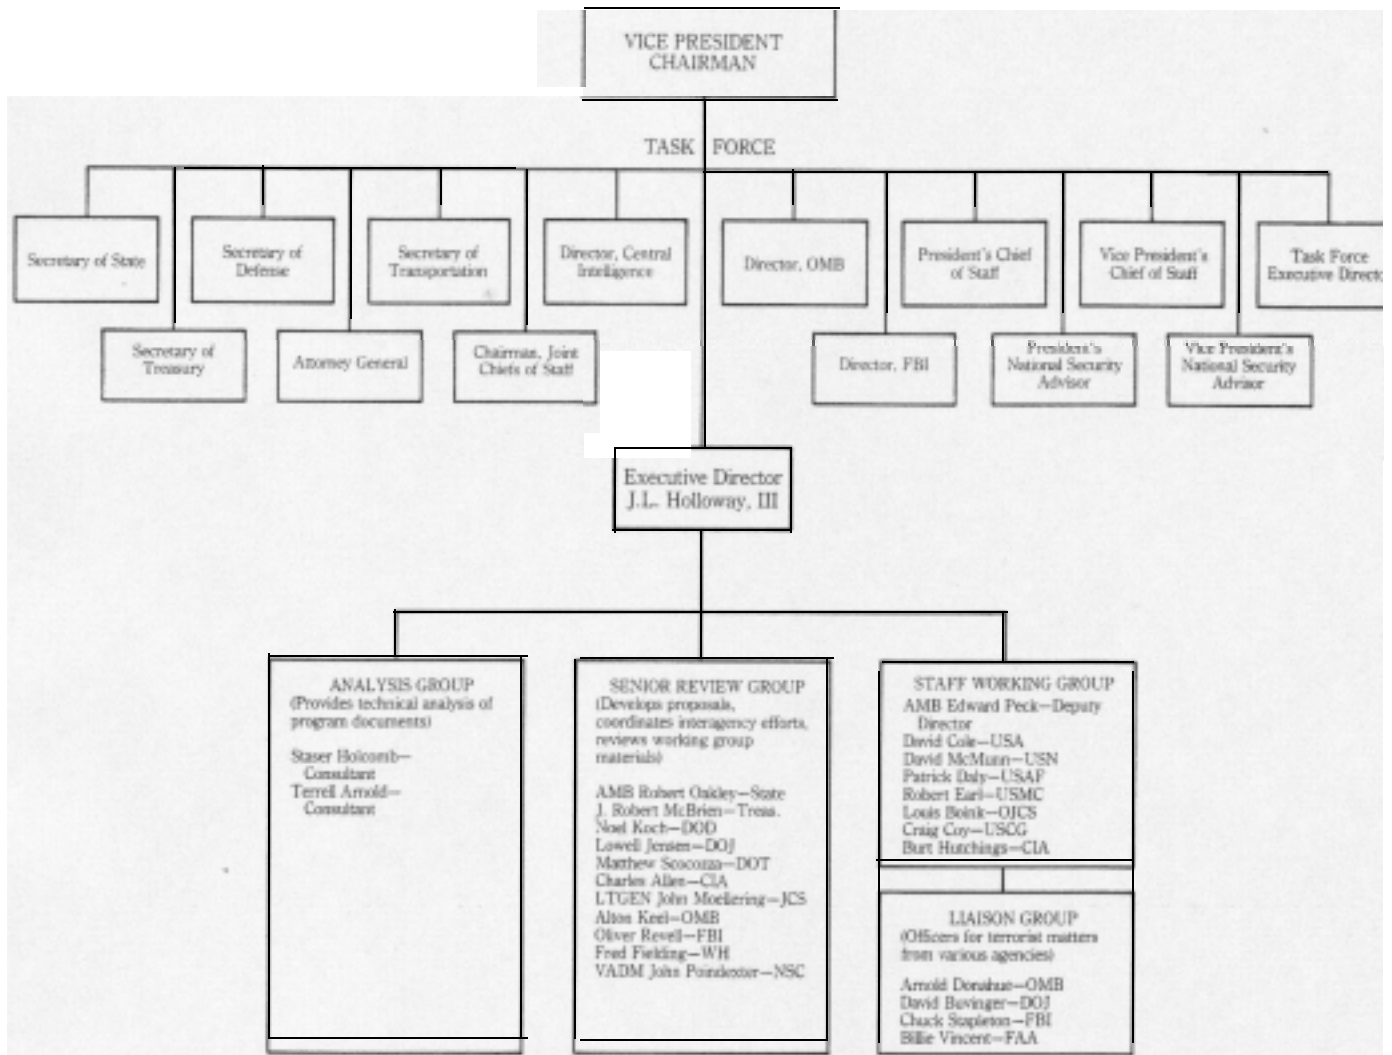 VICE PRESIDENT
CHAIRMAN
TASK FORCE
Secretary of State
Secretary of
Defense
Secretary of
Transportation
Director, Central
Intelligence
Director, OMB
President's Chief
of Staff
Vice President's
Chief of Staff
Task Force
Executive Directo
Secretary of
Treasury
Attorney General
Chairman, Joint
Chiefs of Staff
Director, FBI
President's
National Security
Advisor
Vice President's
National Security
Advisor
Executive Director
J.L. Holloway, III
ANALYSIS GROUP
(Provides technical analysis of
program documents)
Staser Holcomb—
Consultant
Terrell Arnold—
Consultant
SENIOR REVIEW GROUP
(Develops proposals,
coordinates interagency efforts,
reviews working group
materials)
AMB Robert Oakley—State
J. Robert McBrien—Treas.
Noel Koch—DOD
Lowell Jensen—DOJ
Matthew Scocozza—DOT
Charles Allen—CIA
LTGEN John Moellering—JCS
Alton Keel—OMB
Oliver Revell—FBI
Fred Fielding—WH
VADM John Poindexter—NSC
STAFF WORKING GROUP
AMB Edward Peck—Deputy
Director
David Cole—USA
David McMunn—USN
Patrick Daly—USAF
Robert Earl—USMC
Louis Boink—OJCS
Craig Coy—USCG
Burt Hutchings—CIA
LIAISON GROUP
(Officers for terrorist matters
from various agencies)
Arnold Donahue—OMB
David Bevinger—DOJ
Chuck Stapleton—FBI
Billie Vincent—FAA